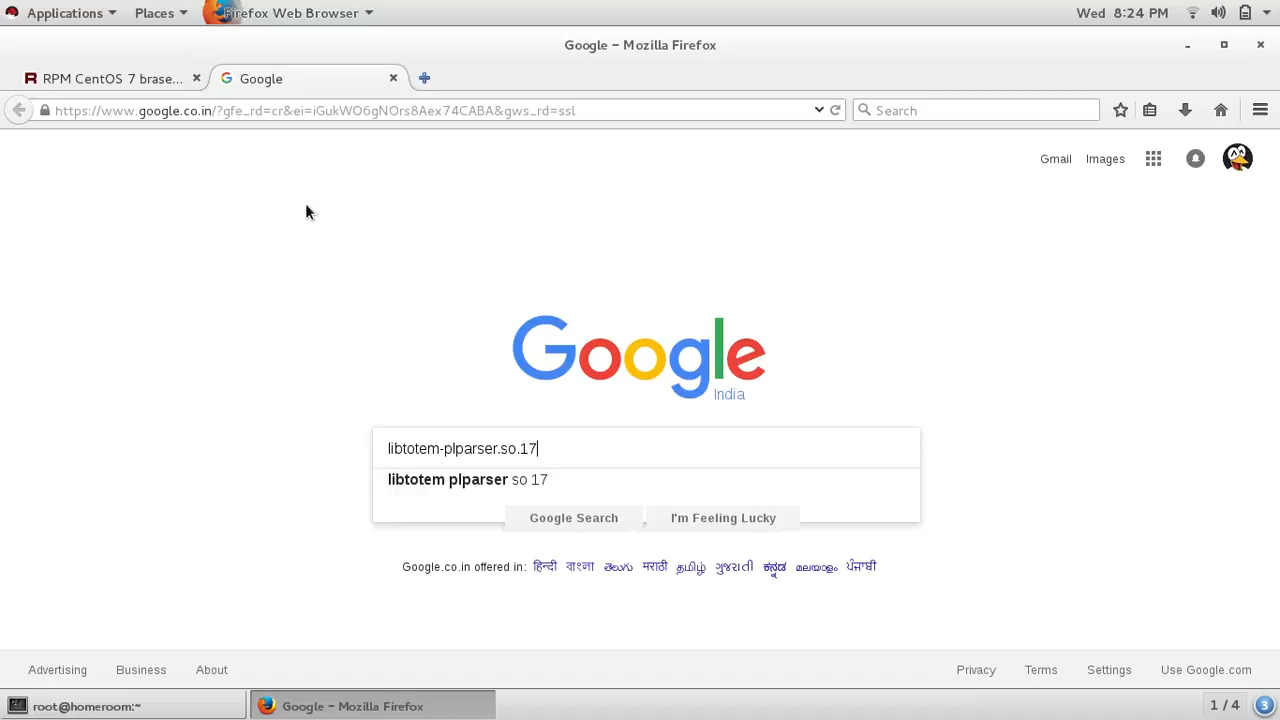 Applications Places Firefox Web Browser Wed 8:24 PM
Google - Mozilla Firefox
RPM CentOS 7 brase... Google
https://www.google.co.in/?gfe_rd=cr&ei=iGukWO6gNOrs8Aex74CABA&gws_rd=ssl Search
Gmail Images
Google
India
libtotem-plparser.so.17
libtotem plparser so 17
Google Search I'm Feeling Lucky
Google.co.in offered in: हिन्दी বাংলা తెలుగు मराठी தமிழ் ગુજરાતી ಕನ್ನಡ മലയാളം ਪੰਜਾਬੀ
Advertising Business About Privacy Terms Settings Use Google.com
root@homeroom:~ Google - Mozilla Firefox 1 / 4 3